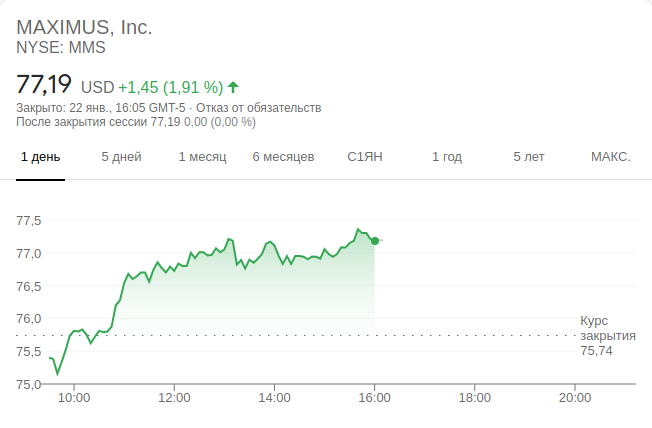 MAXIMUS, Inc.
NYSE: MMS
77,19 USD +1,45 (1,91 %)
Закрыто: 22 янв., 16:05 GMT-5 · Отказ от обязательств
После закрытия сессии 77,19 0,00 (0,00 %)
1 день 5 дней 1 месяц 6 месяцев С1ЯН 1 год 5 лет МАКС.
77,5
77,0
76,5
76,0
75,5
75,0
Курс
закрытия
75,74
10:00 12:00 14:00 16:00 18:00 20:00